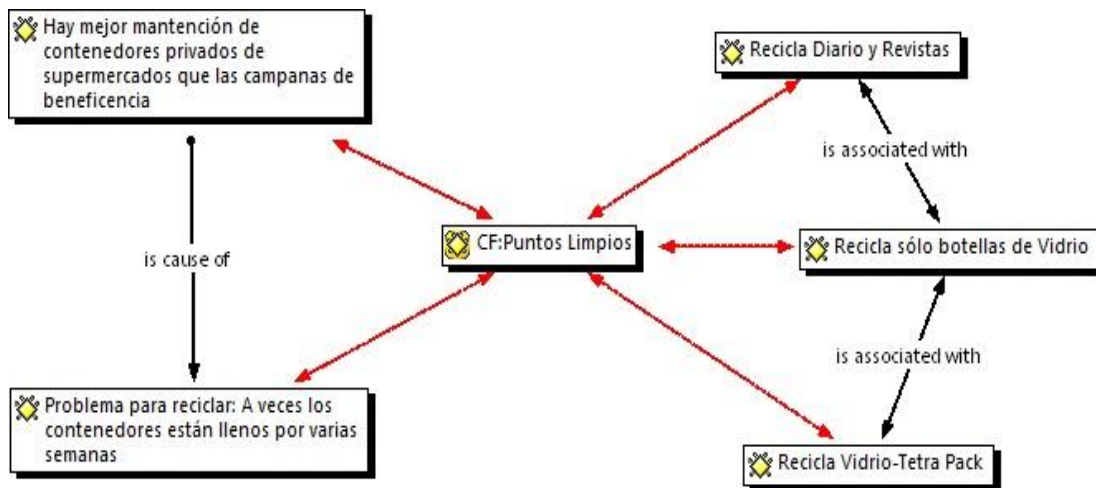 Hay mejor mantención de
contenedores privados de
supermercados que las campanas de
beneficencia
Recicla Diario y Revistas
is associated with
CF:Puntos Limpios
Recicla sólo botellas de Vidrio
is cause of
is associated with
Problema para reciclar: A veces los
contenedores están llenos por varias
semanas
Recicla Vidrio-Tetra Pack